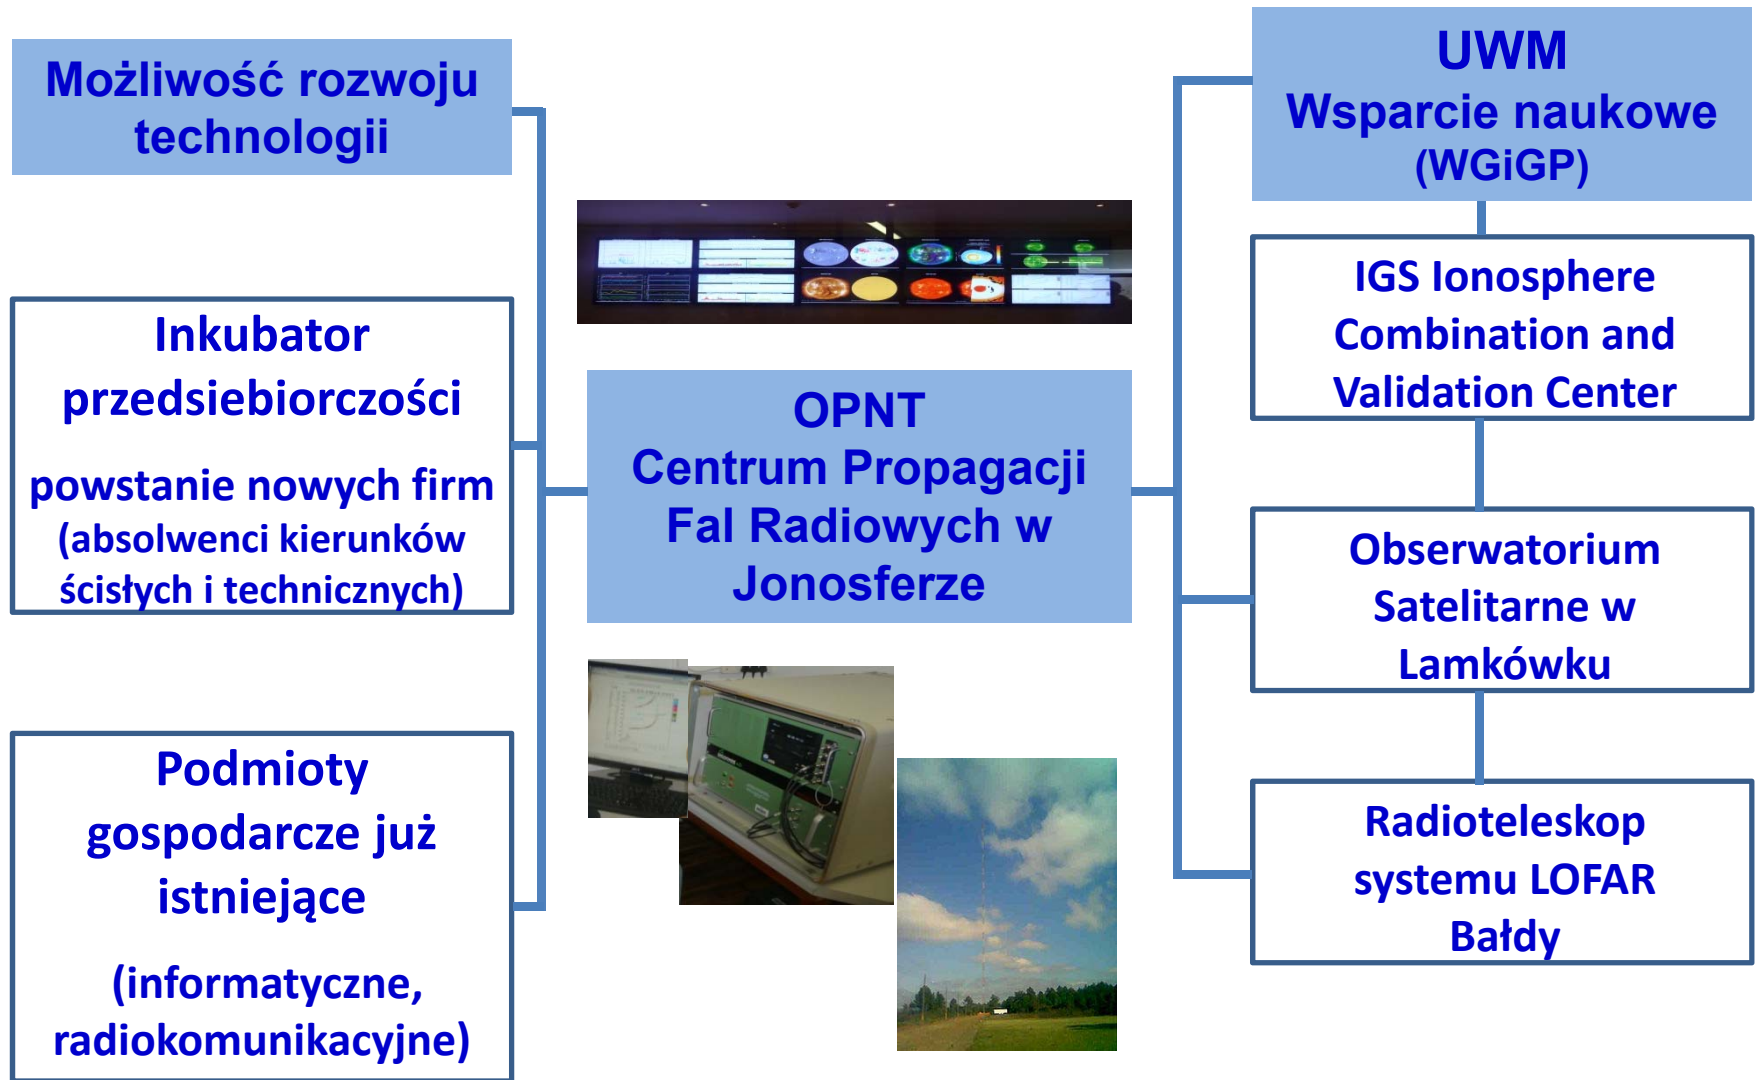 Możliwość rozwoju
technologii
Inkubator
przedsiebiorczości
powstanie nowych firm
(absolwenci kierunków
ścisłych i technicznych)
Podmioty
gospodarcze już
istniejące
(informatyczne,
radiokomunikacyjne)
OPNT
Centrum Propagacji
Fal Radiowych w
Jonosferze
UWM
Wsparcie naukowe
(WGiGP)
IGS Ionosphere
Combination and
Validation Center
Obserwatorium
Satelitarne w
Lamkówku
Radioteleskop
systemu LOFAR
Bałdy